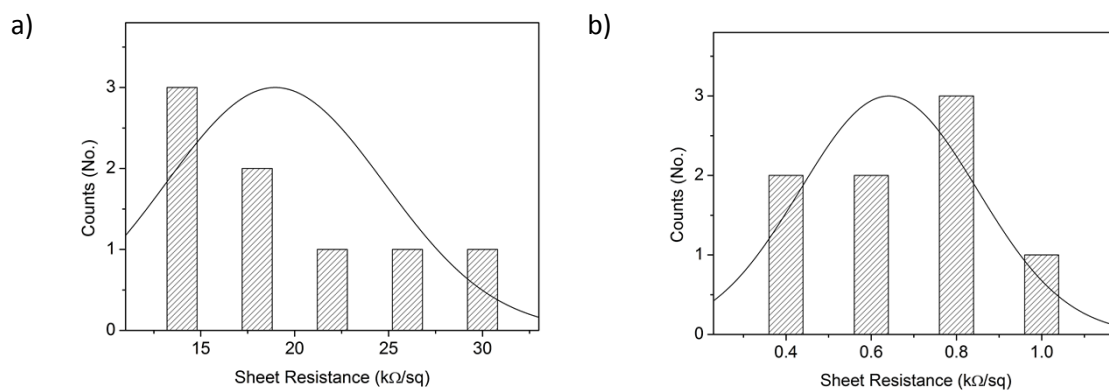 a)
Counts (No.)
3
2
1
0
15 20 25 30
Sheet Resistance (kΩ/sq)
b)
Counts (No.)
3
2
1
0
0.4 0.6 0.8 1.0
Sheet Resistance (kΩ/sq)